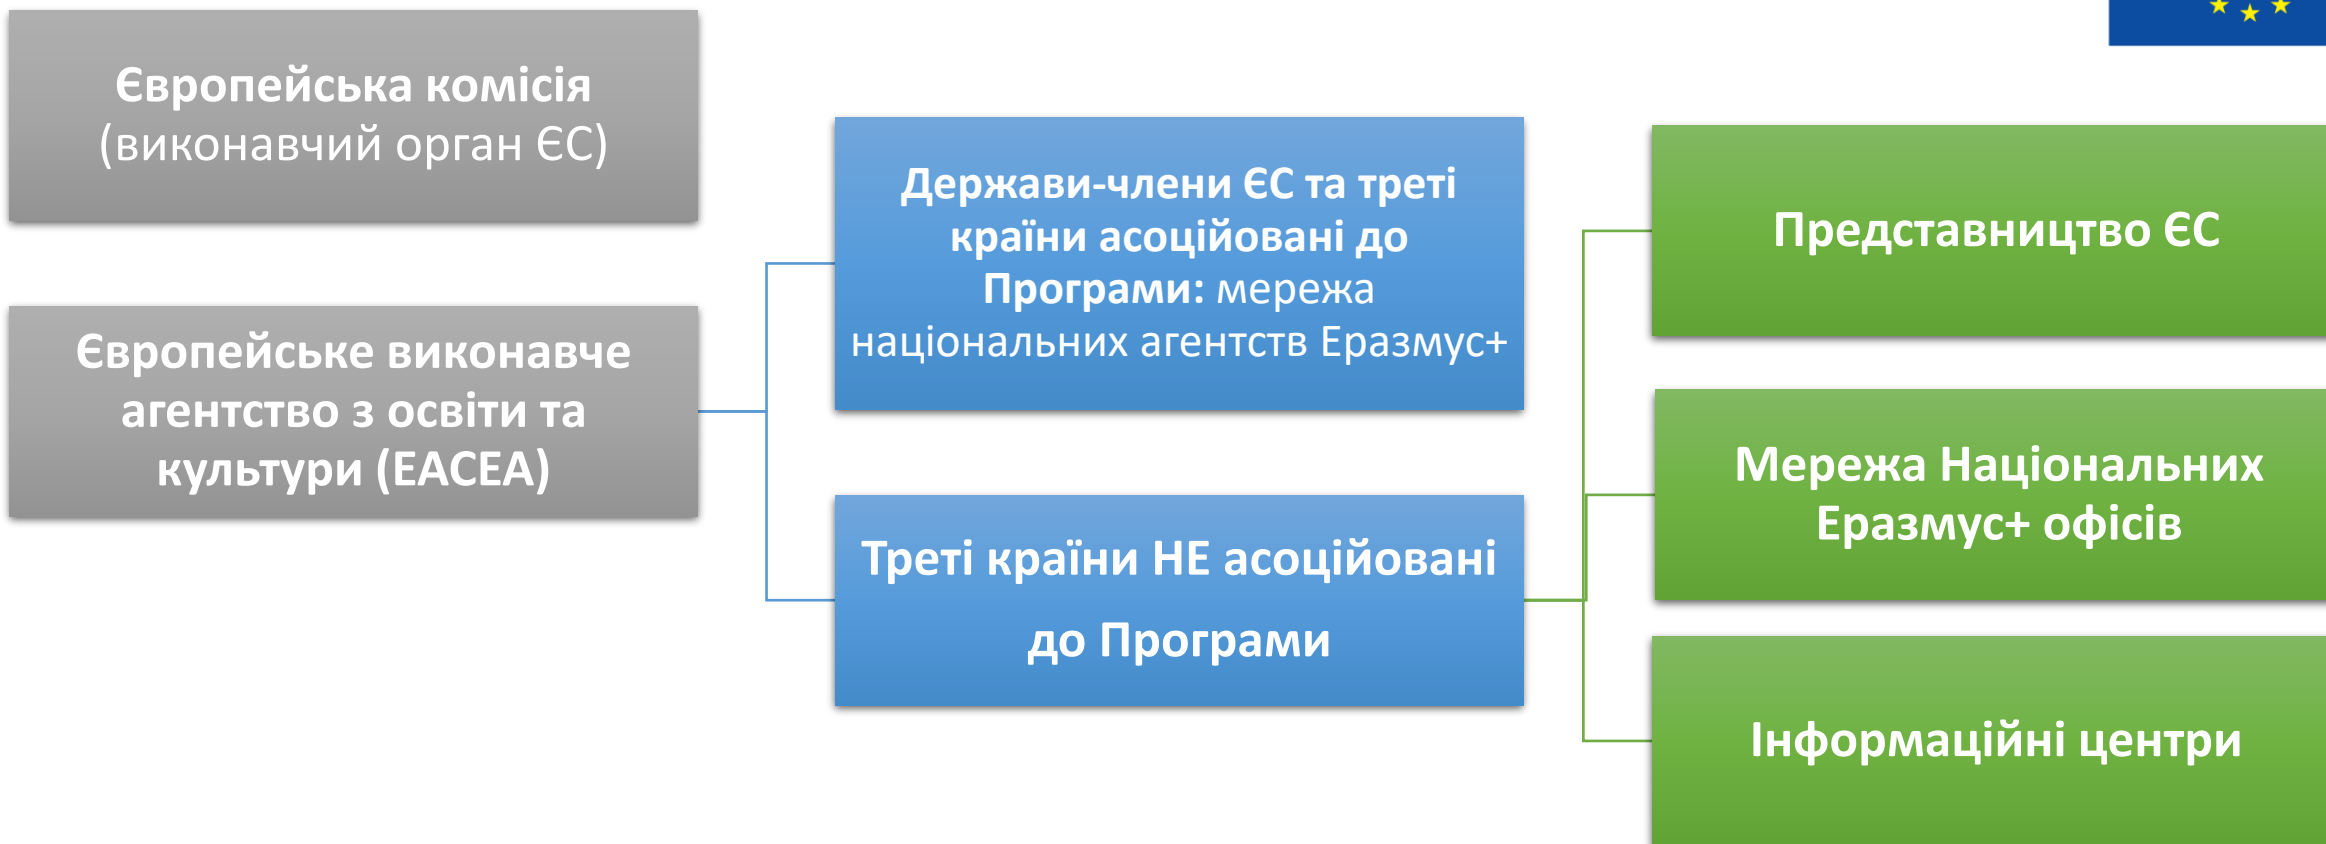 Європейська комісія
(виконавчий орган ЄС)
Європейське виконавче
агентство з освіти та
культури (EACEA)
Держави-члени ЄС та треті
країни асоційовані до
Програми: мережа
національних агентств Еразмус+
Треті країни НЕ асоційовані
до Програми
Представництво ЄС
Мережа Національних
Еразмус+ офісів
Інформаційні центри